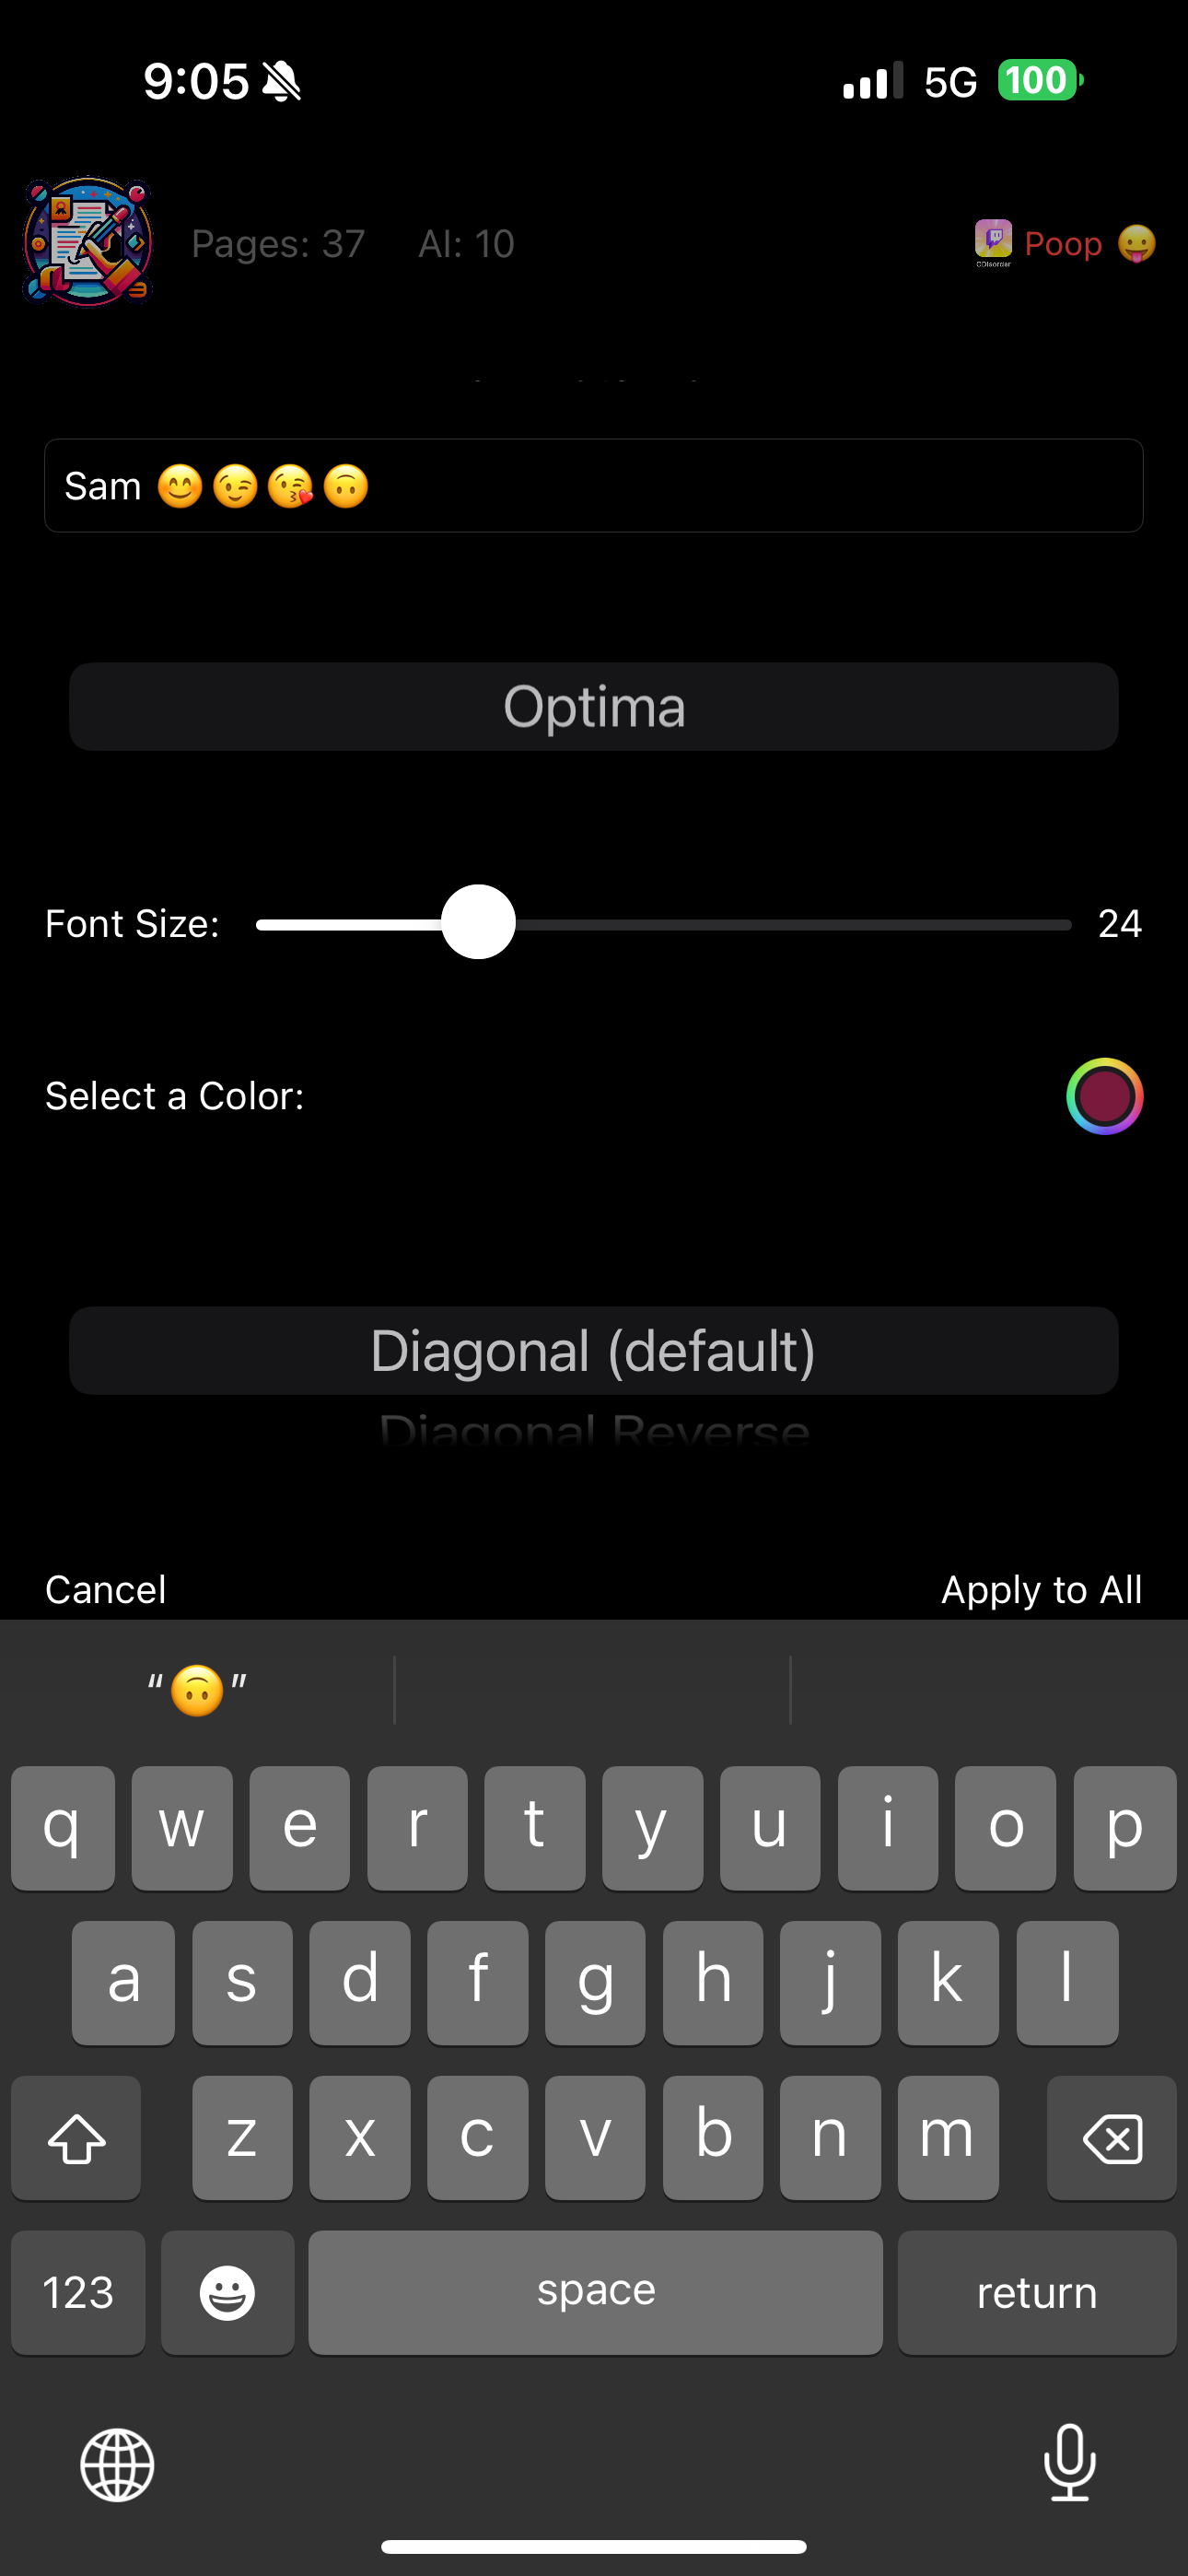 9:05 5G 100
Pages: 37 AI: 10 CDisorder Poop 😛
Sam 😊😉😘🙃
Optima
Font Size: 24
Select a Color:
Diagonal (default)
Diagonal Reverse
Cancel Apply to All
“🙃”
q w e r t y u i o p
a s d f g h j k l
z x c v b n m
123 space return